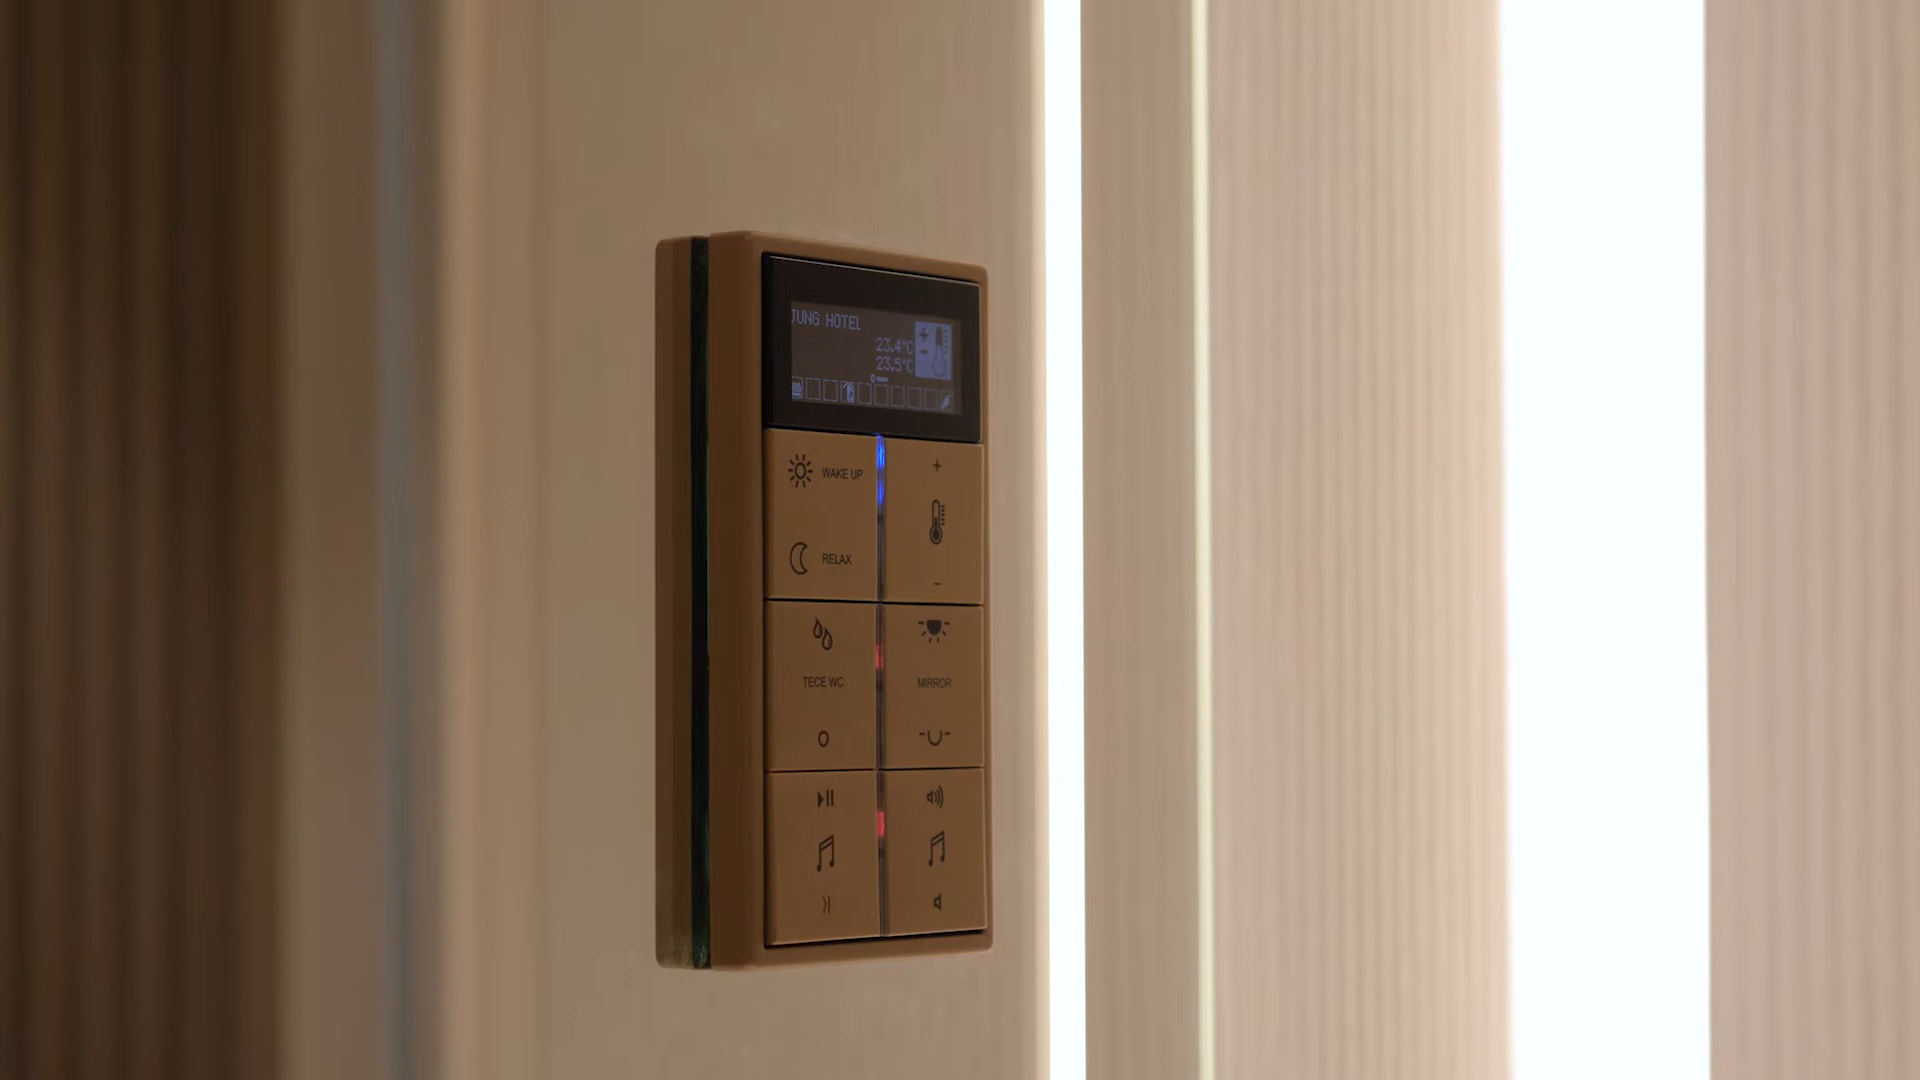 JUNG HOTEL
23.4°C
23.5°C
WAKE UP
+
RELAX
-
TECE WC
MIRROR